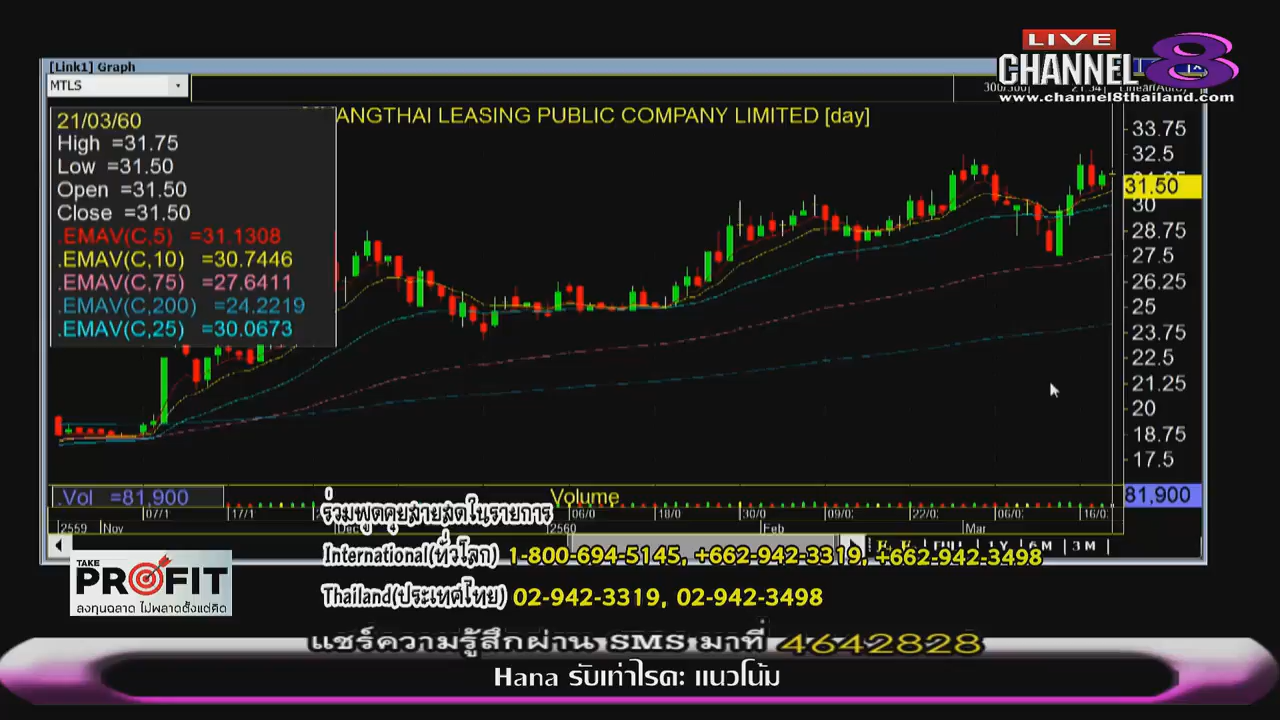 LIVE
CHANNEL 8
www.channel8thailand.com
[Link1] Graph
MTLS
300/300
ANGTHAI LEASING PUBLIC COMPANY LIMITED [day]
21/03/60
High =31.75
Low =31.50
Open =31.50
Close =31.50
.EMAV(C,5) =31.1308
.EMAV(C,10) =30.7446
.EMAV(C,75) =27.6411
.EMAV(C,200) =24.2219
.EMAV(C,25) =30.0673
33.75
32.5
31.50
30
28.75
27.5
26.25
25
23.75
22.5
21.25
20
18.75
17.5
.Vol =81,900
Volume
81,900
07/1 17/1 06/0 18/0 30/0 09/0 22/0 06/0 16/0
2559 Nov Dec 2560 Feb Mar
1 Y 6 M 3 M
ร่วมพูดคุยสายสดในรายการ
International(ทั่วโลก) 1-800-694-5145, +662-942-3319, +662-942-3498
Thailand(ประเทศไทย) 02-942-3319, 02-942-3498
TAKE
PROFIT
ลงทุนฉลาด ไม่พลาดตั้งแต่คิด
แชร์ความรู้สึกผ่าน SMS มาที่ 4642828
Hana รับเท่าไรคะ แนวโน้ม